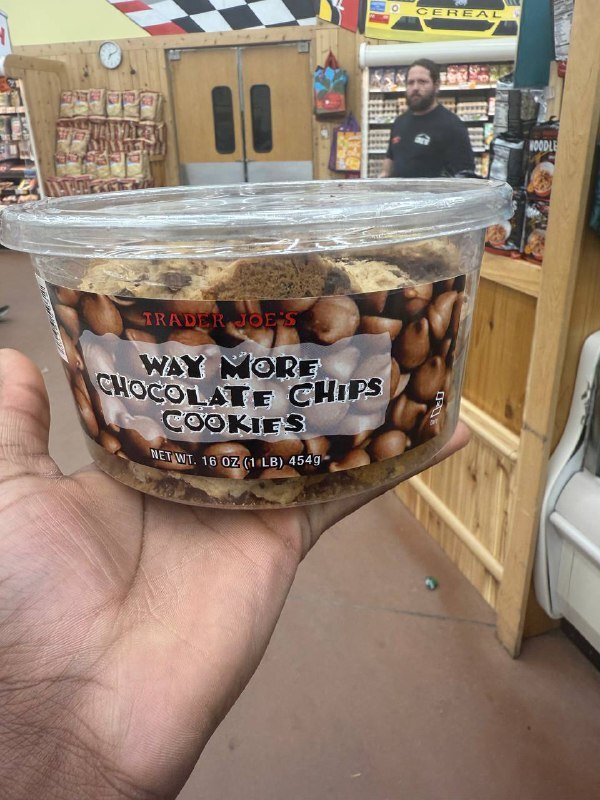 CEREAL
NOODLE
TRADER JOE'S
WAY MORE
CHOCOLATE CHIPS
COOKIES
NET WT. 16 OZ (1 LB) 454g